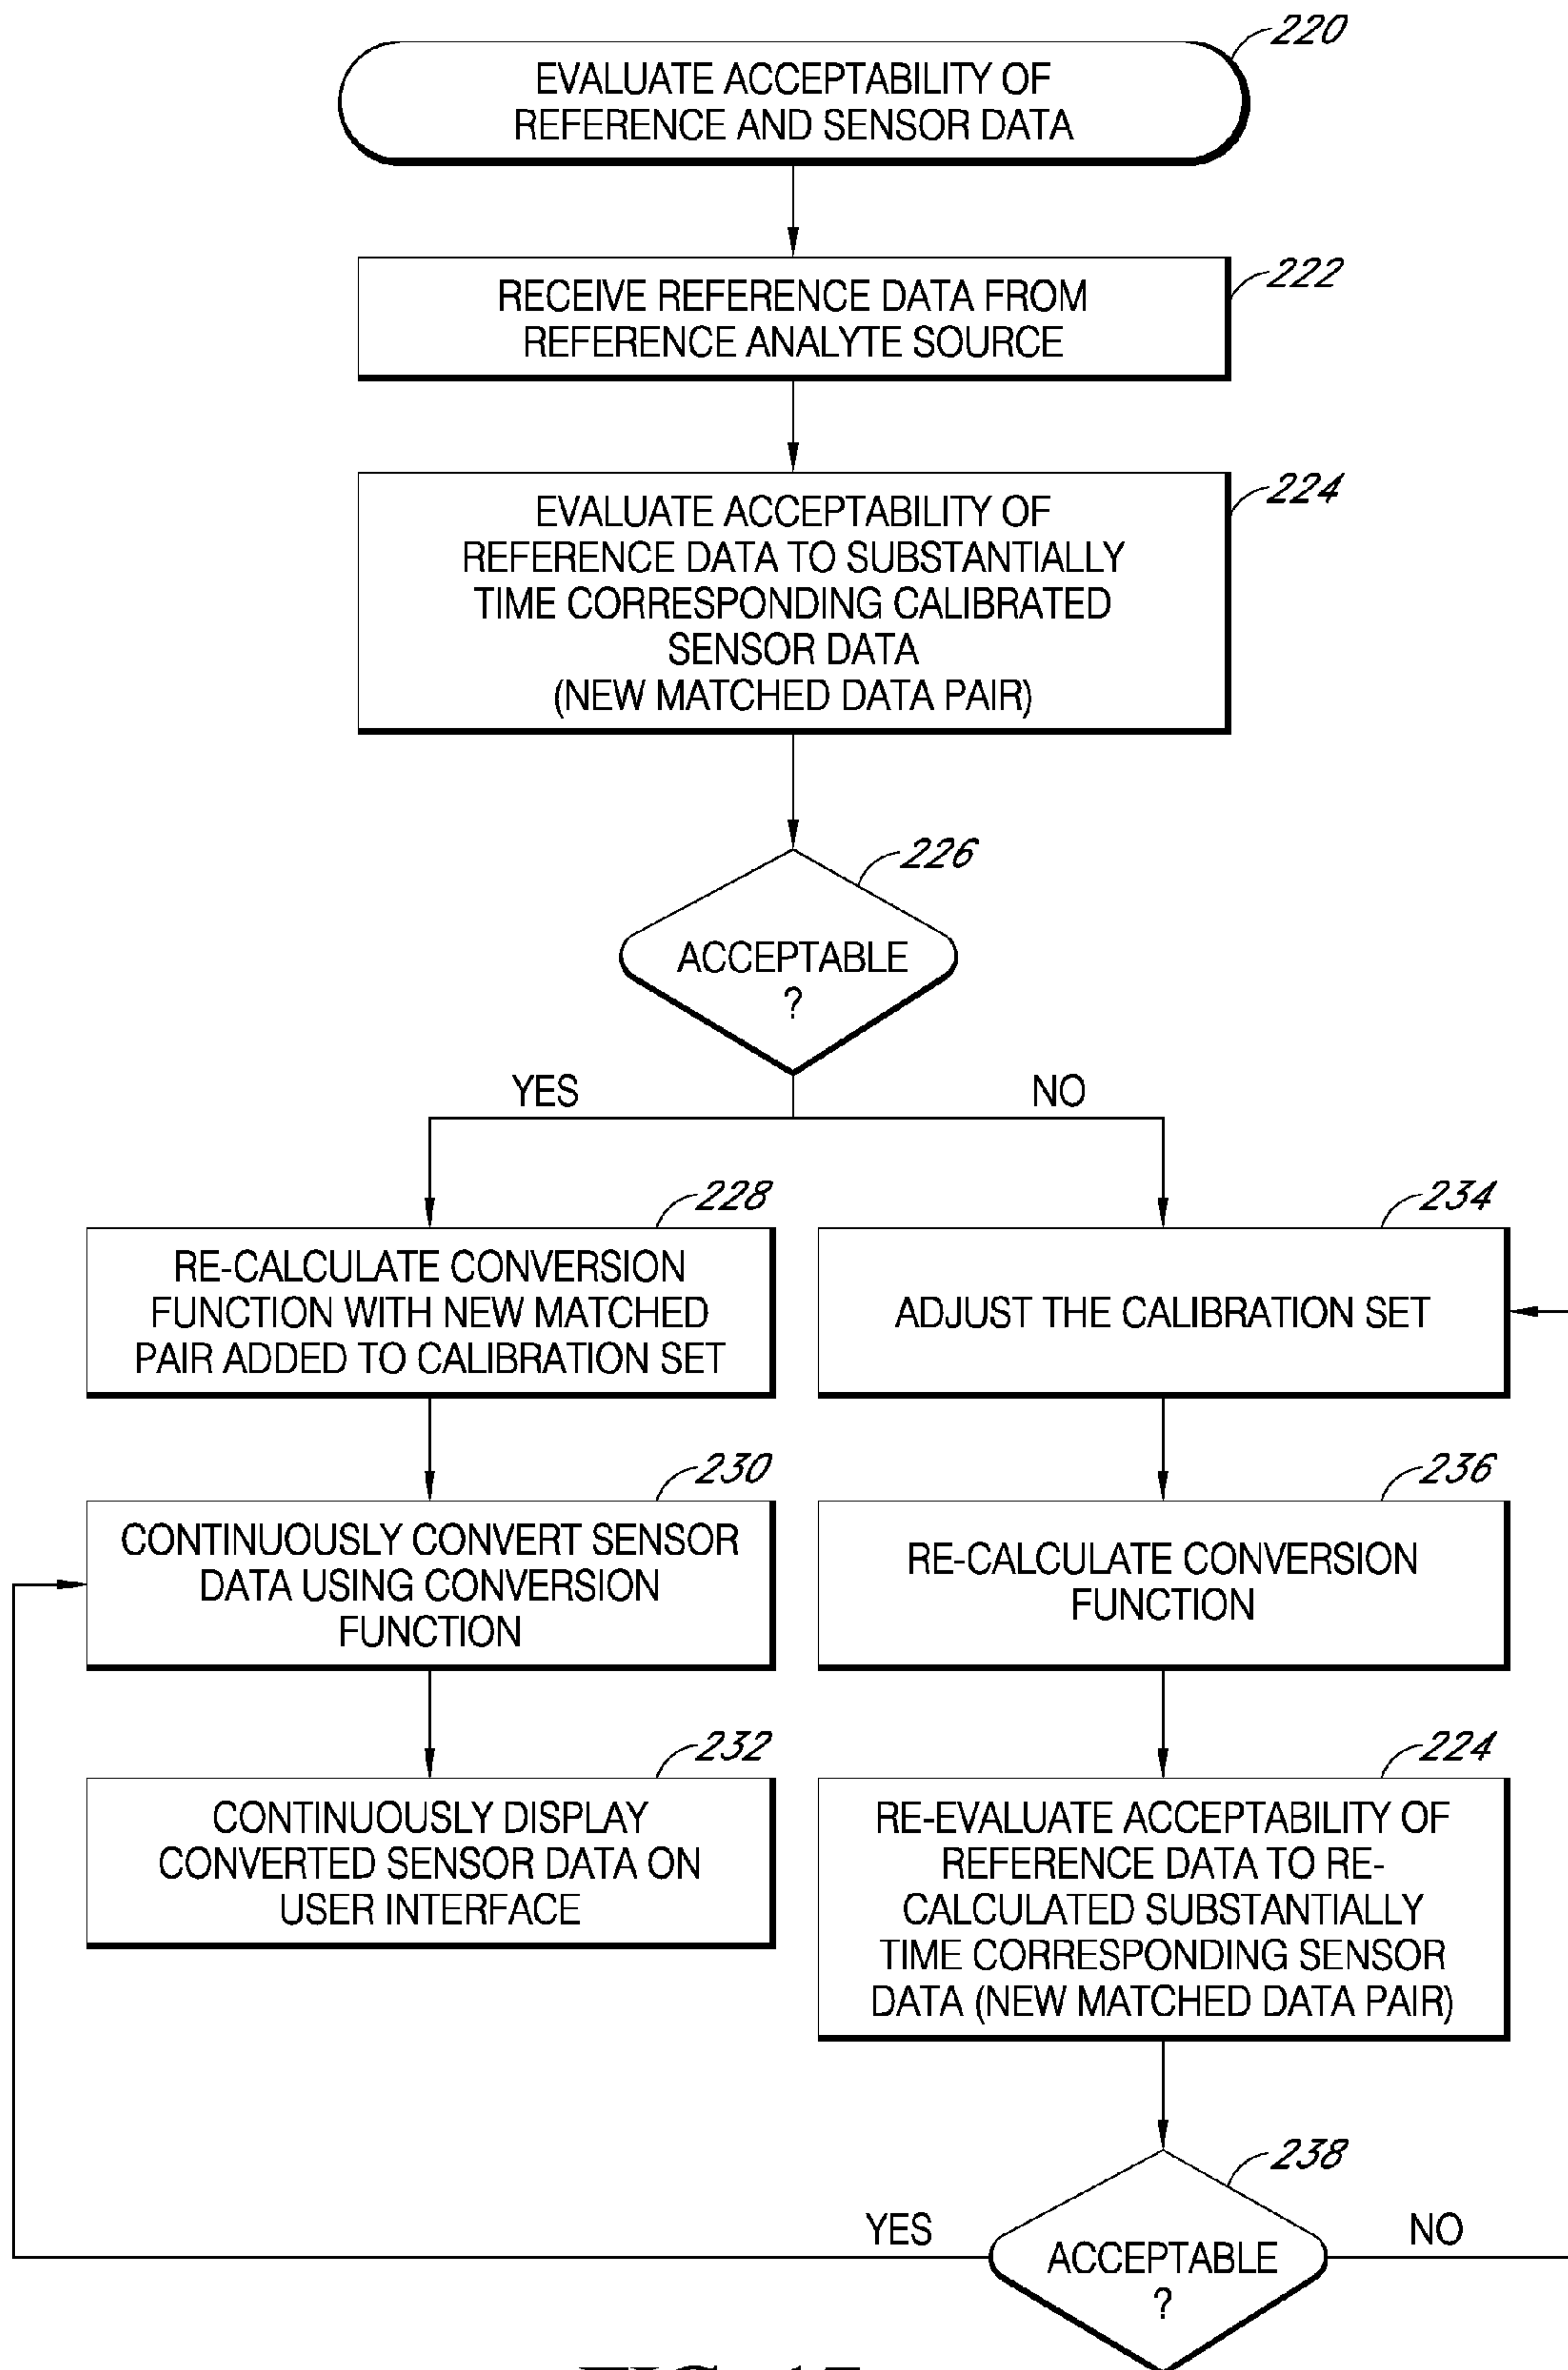 220
EVALUATE ACCEPTABILITY OF
REFERENCE AND SENSOR DATA
222
RECEIVE REFERENCE DATA FROM
REFERENCE ANALYTE SOURCE
224
EVALUATE ACCEPTABILITY OF
REFERENCE DATA TO SUBSTANTIALLY
TIME CORRESPONDING CALIBRATED
SENSOR DATA
(NEW MATCHED DATA PAIR)
226
ACCEPTABLE
?
YES
NO
228
RE-CALCULATE CONVERSION
FUNCTION WITH NEW MATCHED
PAIR ADDED TO CALIBRATION SET
230
CONTINUOUSLY CONVERT SENSOR
DATA USING CONVERSION
FUNCTION
232
CONTINUOUSLY DISPLAY
CONVERTED SENSOR DATA ON
USER INTERFACE
234
ADJUST THE CALIBRATION SET
236
RE-CALCULATE CONVERSION
FUNCTION
224
RE-EVALUATE ACCEPTABILITY OF
REFERENCE DATA TO RE-
CALCULATED SUBSTANTIALLY
TIME CORRESPONDING SENSOR
DATA (NEW MATCHED DATA PAIR)
238
YES
ACCEPTABLE
?
NO